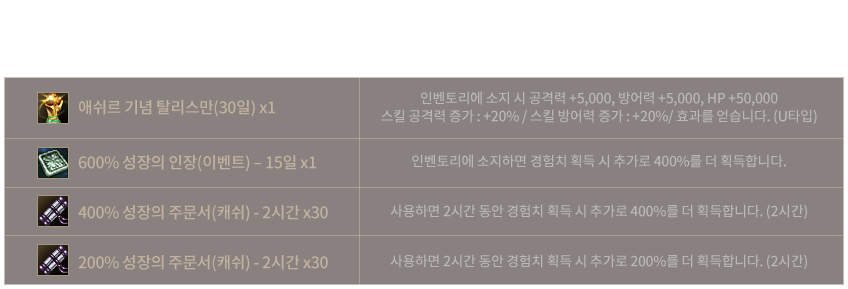 애쉬르 기념 탈리스만(30일) x1
인벤토리에 소지 시 공격력 +5,000, 방어력 +5,000, HP +50,000
스킬 공격력 증가 : +20% / 스킬 방어력 증가 : +20%/ 효과를 얻습니다. (U타입)
600% 성장의 인장(이벤트) – 15일 x1
인벤토리에 소지하면 경험치 획득 시 추가로 400%를 더 획득합니다.
400% 성장의 주문서(캐쉬) - 2시간 x30
사용하면 2시간 동안 경험치 획득 시 추가로 400%를 더 획득합니다. (2시간)
200% 성장의 주문서(캐쉬) - 2시간 x30
사용하면 2시간 동안 경험치 획득 시 추가로 200%를 더 획득합니다. (2시간)